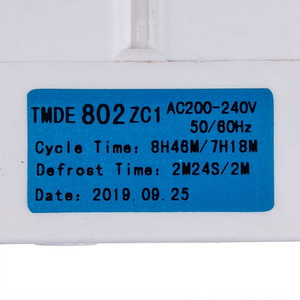 TMDE 802 ZC1 AC200-240V
50/60Hz
Cycle Time: 8H46M/7H18M
Defrost Time: 2M24S/2M
Date: 2019.09.25